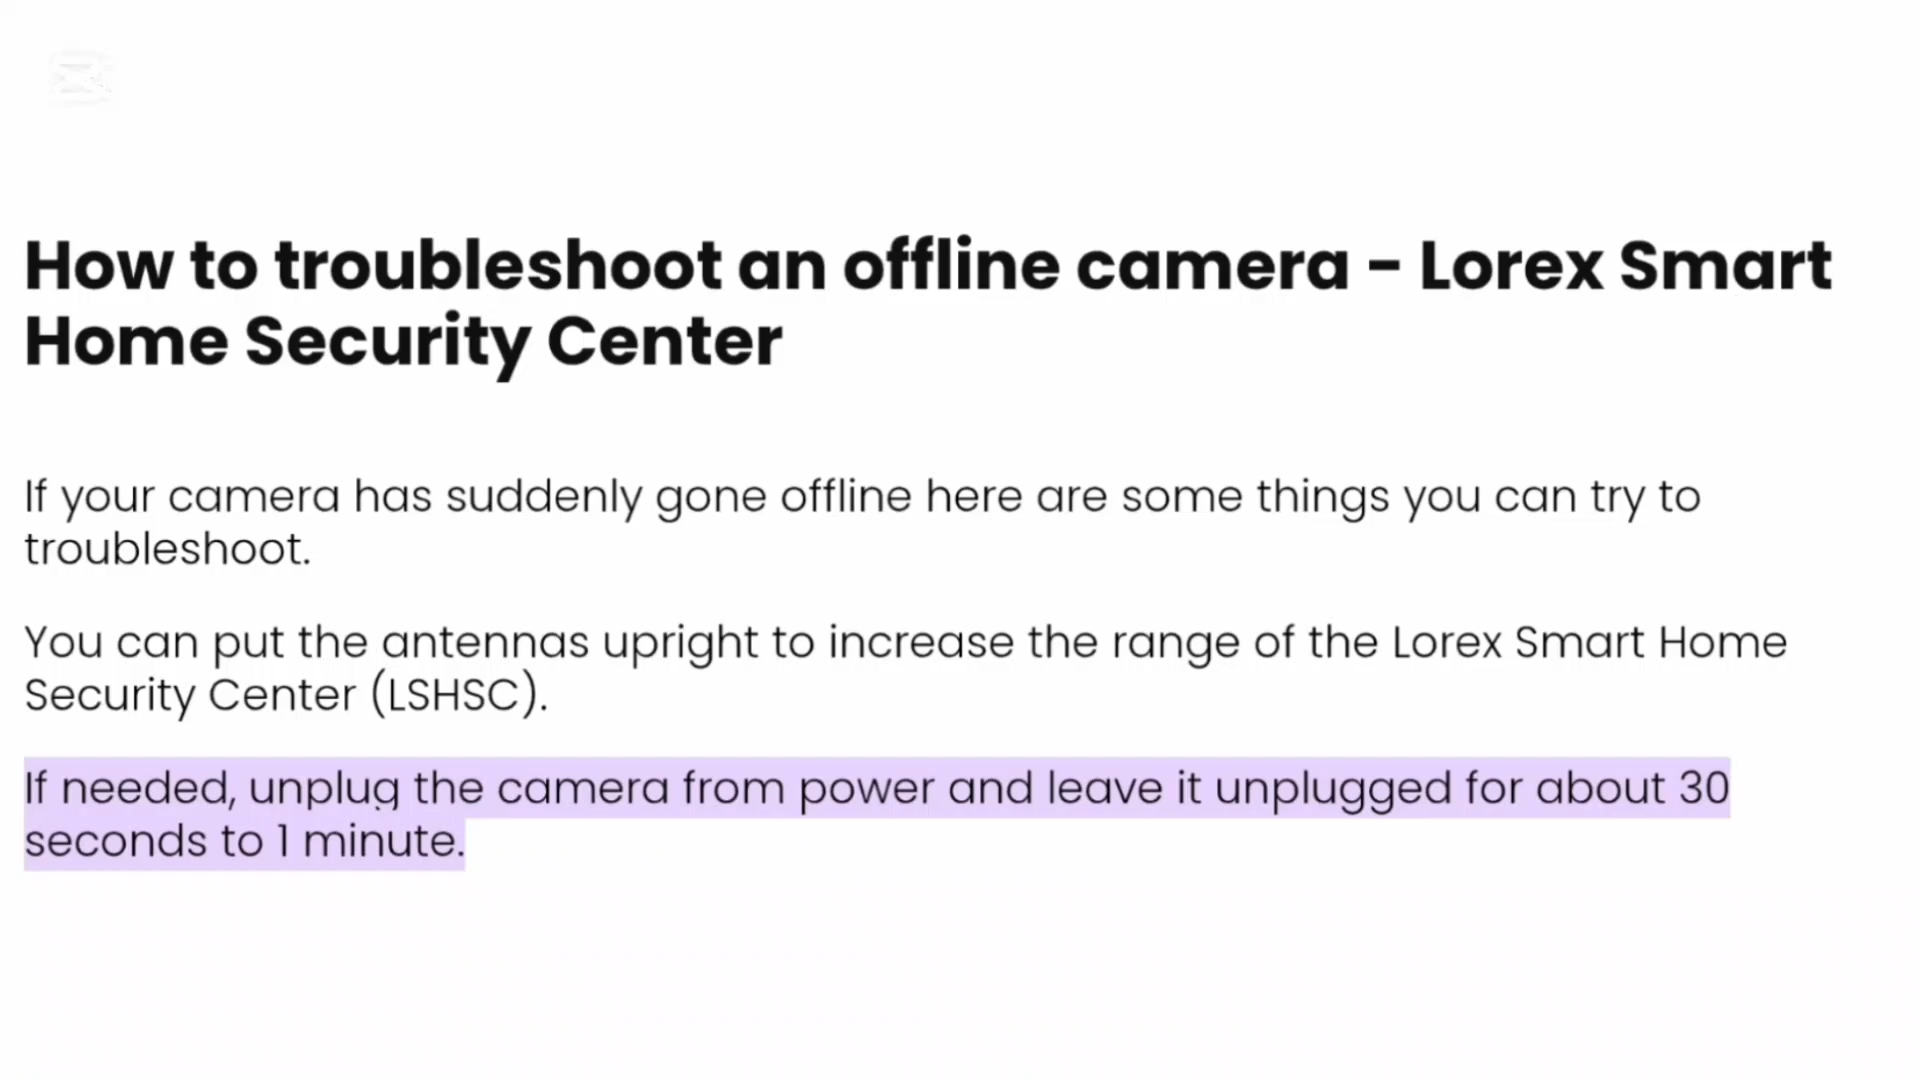 How to troubleshoot an offline camera - Lorex Smart
Home Security Center
If your camera has suddenly gone offline here are some things you can try to
troubleshoot.
You can put the antennas upright to increase the range of the Lorex Smart Home
Security Center (LSHSC).
If needed, unplug the camera from power and leave it unplugged for about 30
seconds to 1 minute.